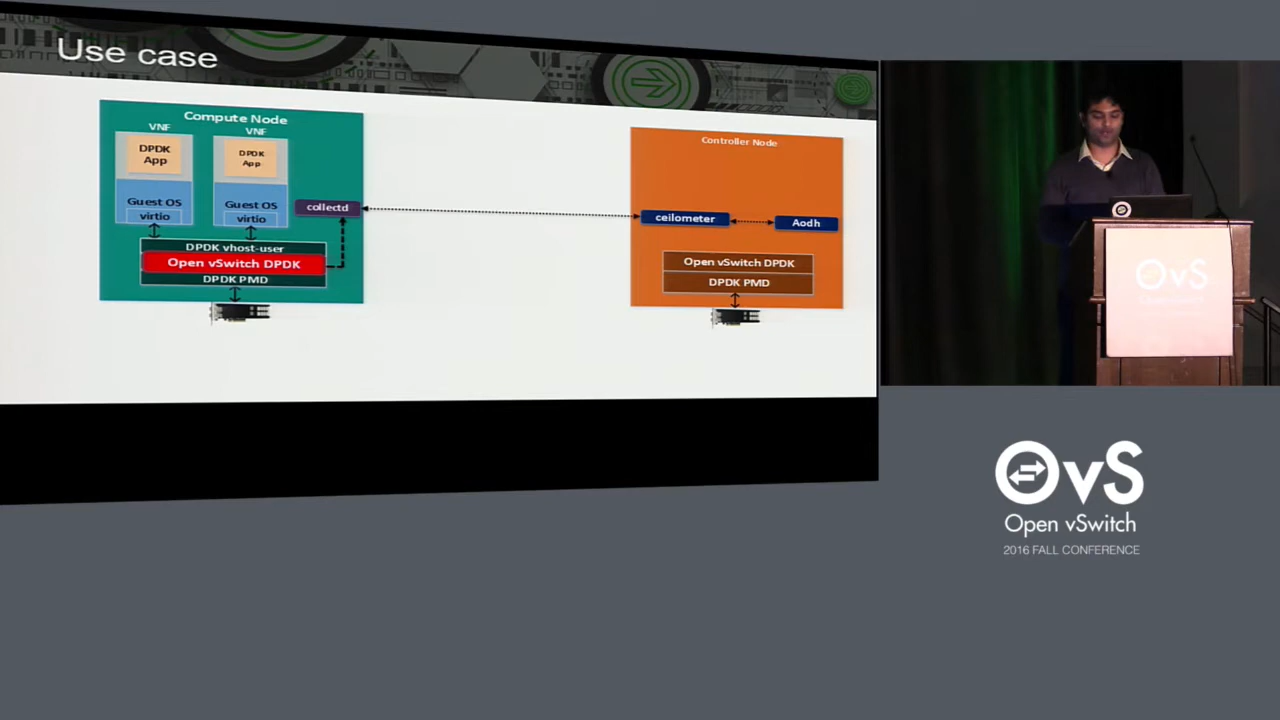 Use case
Compute Node
VNF
VNF
DPDK
App
DPDK
App
Guest OS
Guest OS
virtio
virtio
collectd
DPDK vhost-user
Open vSwitch DPDK
DPDK PMD
Controller Node
ceilometer
Aodh
Open vSwitch DPDK
DPDK PMD
OvS
OvS
Open vSwitch
2016 FALL CONFERENCE